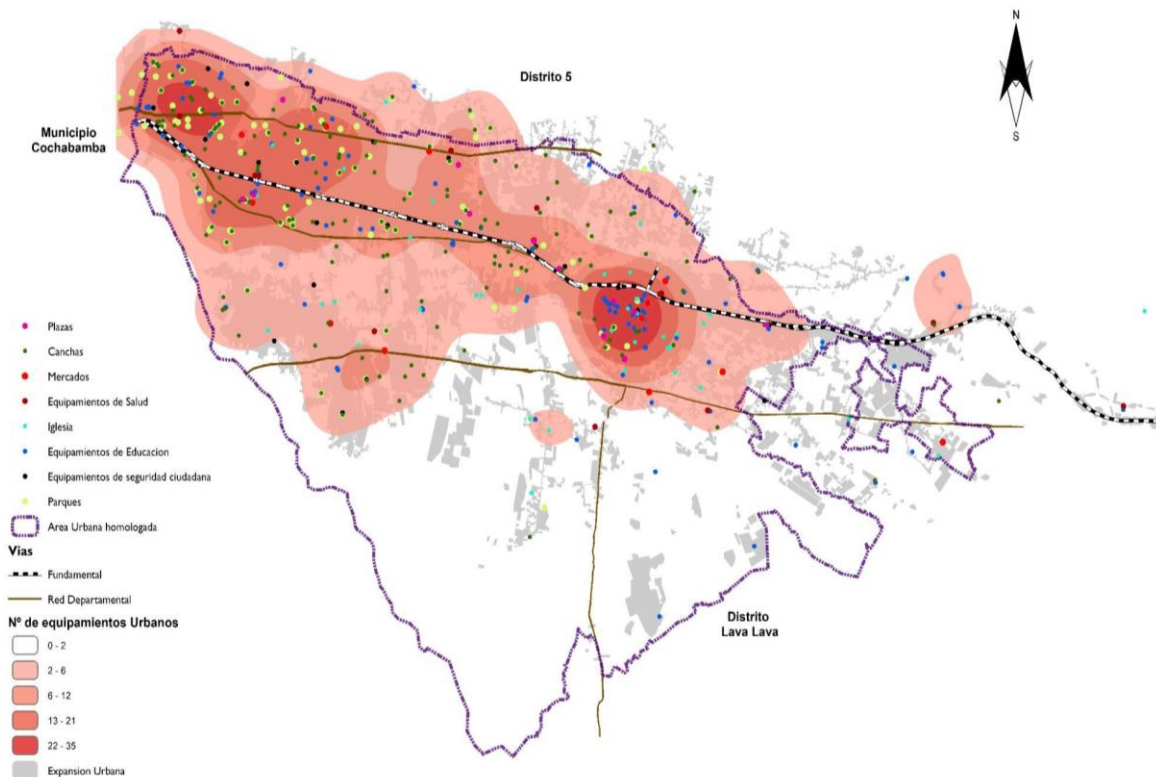 N
S
Distrito 5
Municipio
Cochabamba
Plazas
Canchas
Mercados
Equipamientos de Salud
Iglesia
Equipamientos de Educacion
Equipamientos de seguridad ciudadana
Parques
Area Urbana homologada
Vias
Fundamental
Red Departamental
Nº de equipamientos Urbanos
0 - 2
2 - 6
6 - 12
13 - 21
22 - 35
Expansion Urbana
Distrito
Lava Lava